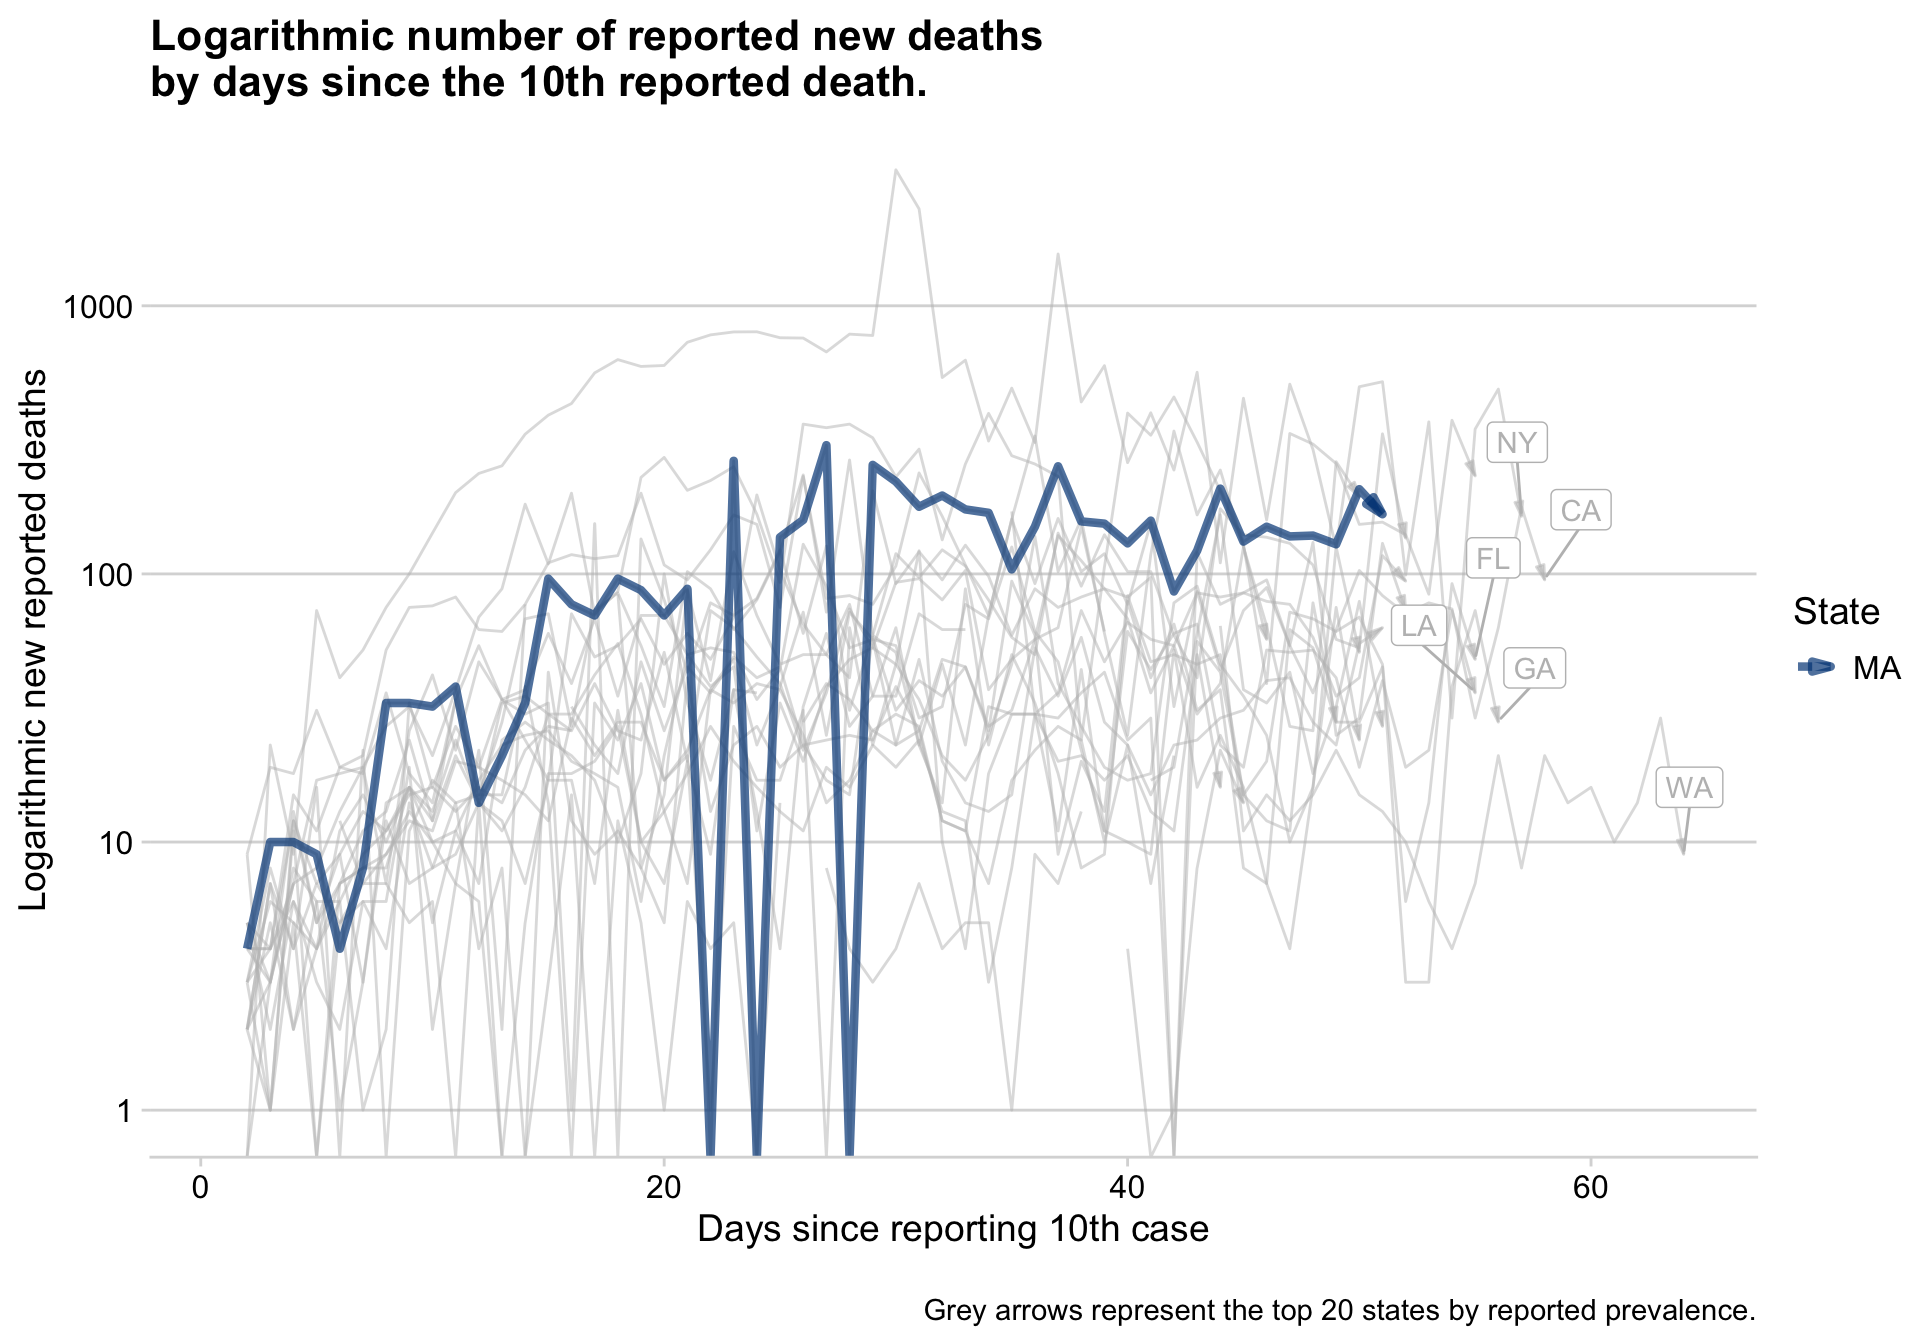 Logarithmic number of reported new deaths
by days since the 10th reported death.
Logarithmic new reported deaths
1000
100
10
1
NY
CA
FL
LA
GA
WA
State
MA
0
20
40
60
Days since reporting 10th case
Grey arrows represent the top 20 states by reported prevalence.